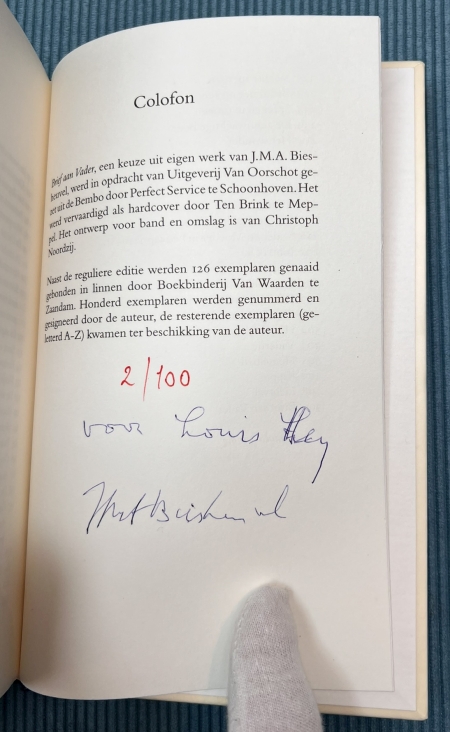 Colofon
Brief aan Vader, een keuze uit eigen werk van J.M.A. Bies-
heuvel, werd in opdracht van Uitgeverij Van Oorschot ge-
zet uit de Bembo door Perfect Service te Schoonhoven. Het
werd vervaardigd als hardcover door Ten Brink te Mep-
pel. Het ontwerp voor band en omslag is van Christoph
Noordzij.
Naast de reguliere editie werden 126 exemplaren genaaid
gebonden in linnen door Boekbinderij Van Waarden te
Zaandam. Honderd exemplaren werden genummerd en
gesigneerd door de auteur, de resterende exemplaren (ge-
letterd A-Z) kwamen ter beschikking van de auteur.
2/100
voor Louis